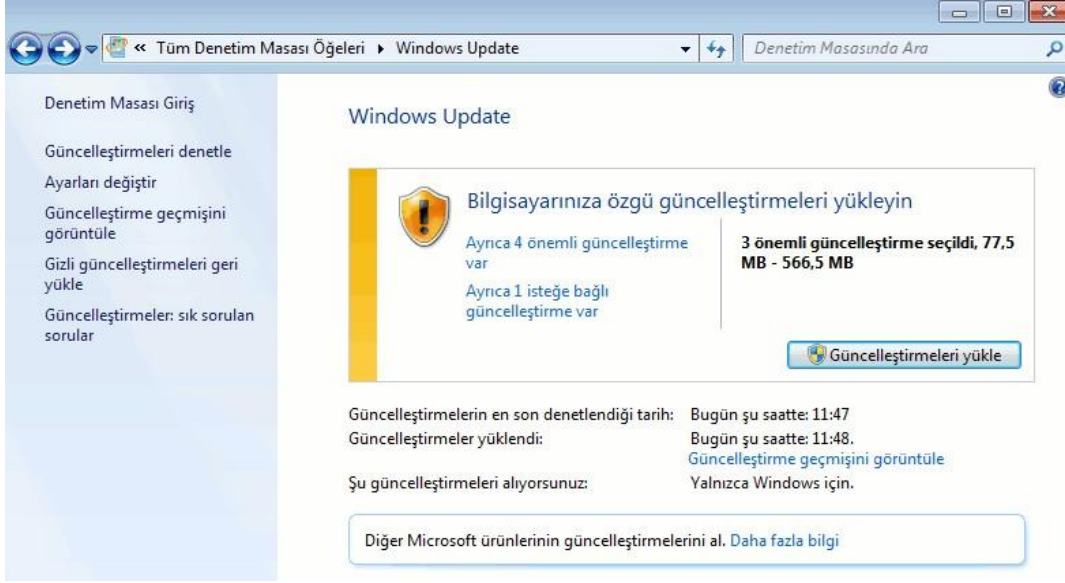 « Tüm Denetim Masası Öğeleri ▸ Windows Update
Denetim Masasında Ara
Denetim Masası Giriş
Güncelleştirmeleri denetle
Ayarları değiştir
Güncelleştirme geçmişini
görüntüle
Gizli güncelleştirmeleri geri
yükle
Güncelleştirmeler: sık sorulan
sorular
Windows Update
Bilgisayarınıza özgü güncelleştirmeleri yükleyin
Ayrıca 4 önemli güncelleştirme
var
Ayrıca 1 isteğe bağlı
güncelleştirme var
3 önemli güncelleştirme seçildi, 77,5
MB - 566,5 MB
Güncelleştirmeleri yükle
Güncelleştirmelerin en son denetlendiği tarih: Bugün şu saatte: 11:47
Güncelleştirmeler yüklendi: Bugün şu saatte: 11:48.
Güncelleştirme geçmişini görüntüle
Şu güncelleştirmeleri alıyorsunuz: Yalnızca Windows için.
Diğer Microsoft ürünlerinin güncelleştirmelerini al. Daha fazla bilgi